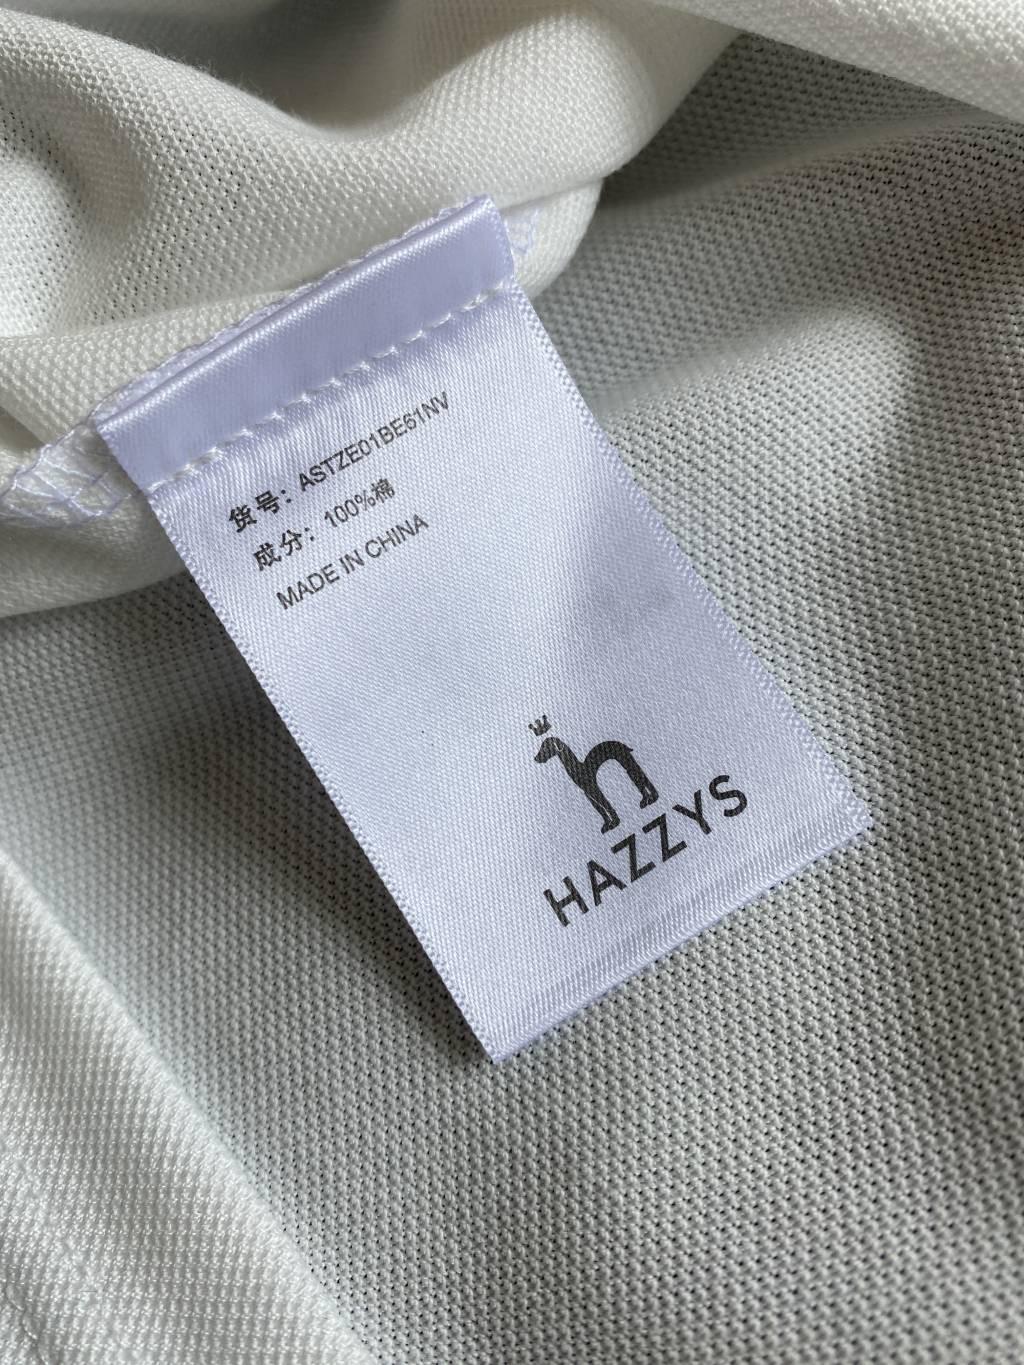 货号：ASTZE01BE61NV
成分：100%棉
MADE IN CHINA
HAZZYS